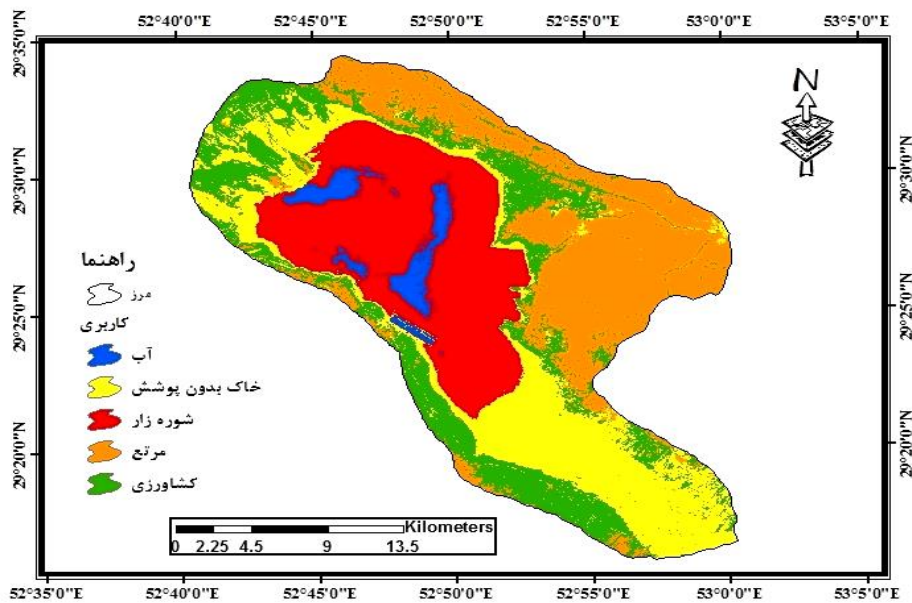 52°40'0"E 52°45'0"E 52°50'0"E 52°55'0"E 53°0'0"E 53°5'0"E
29°35'0"N
29°30'0"N
29°25'0"N
29°20'0"N
29°35'0"N
29°30'0"N
29°25'0"N
29°20'0"N
N
راهنما
مرز
کاربری
آب
خاک بدون پوشش
شوره زار
مرتع
کشاورزی
Kilometers
0 2.25 4.5 9 13.5
52°35'0"E 52°40'0"E 52°45'0"E 52°50'0"E 52°55'0"E 53°0'0"E 53°5'0"E